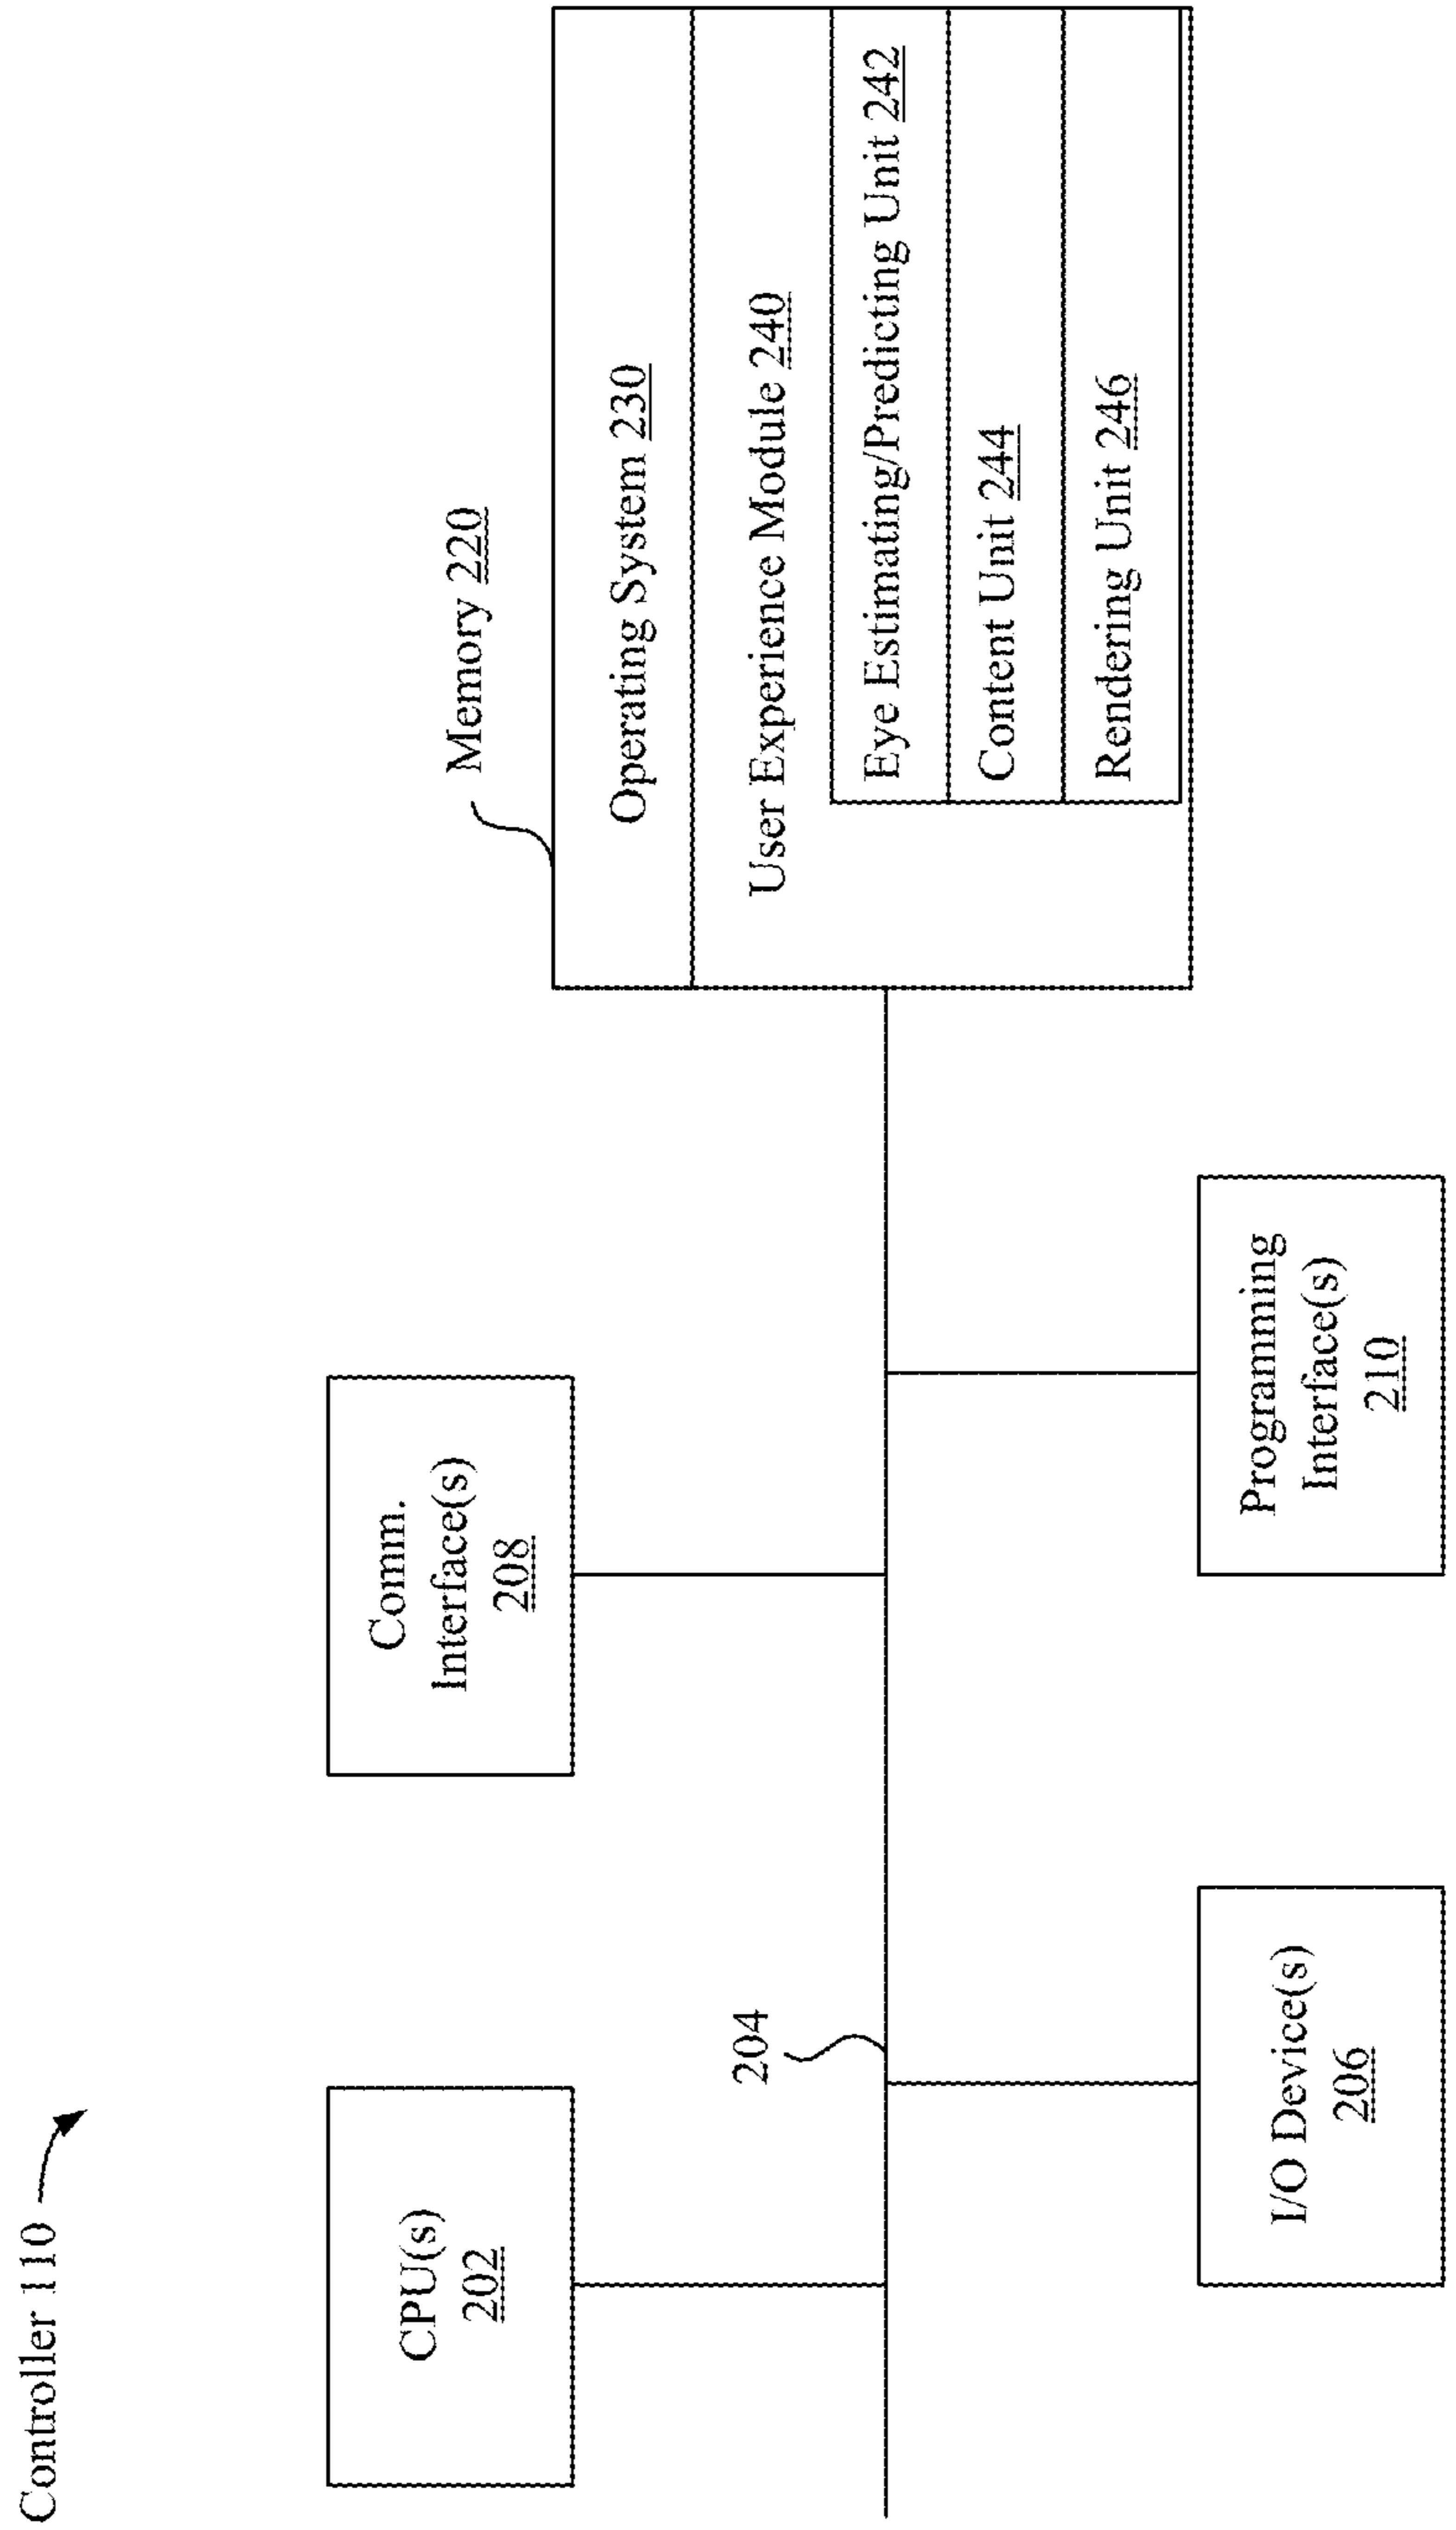 Controller 110
CPU(s)
202
Comm.
Interface(s)
208
Memory 220
Operating System 230
User Experience Module 240
Eye Estimating/Predicting Unit 242
Content Unit 244
Rendering Unit 246
204
I/O Device(s)
206
Programming
Interface(s)
210